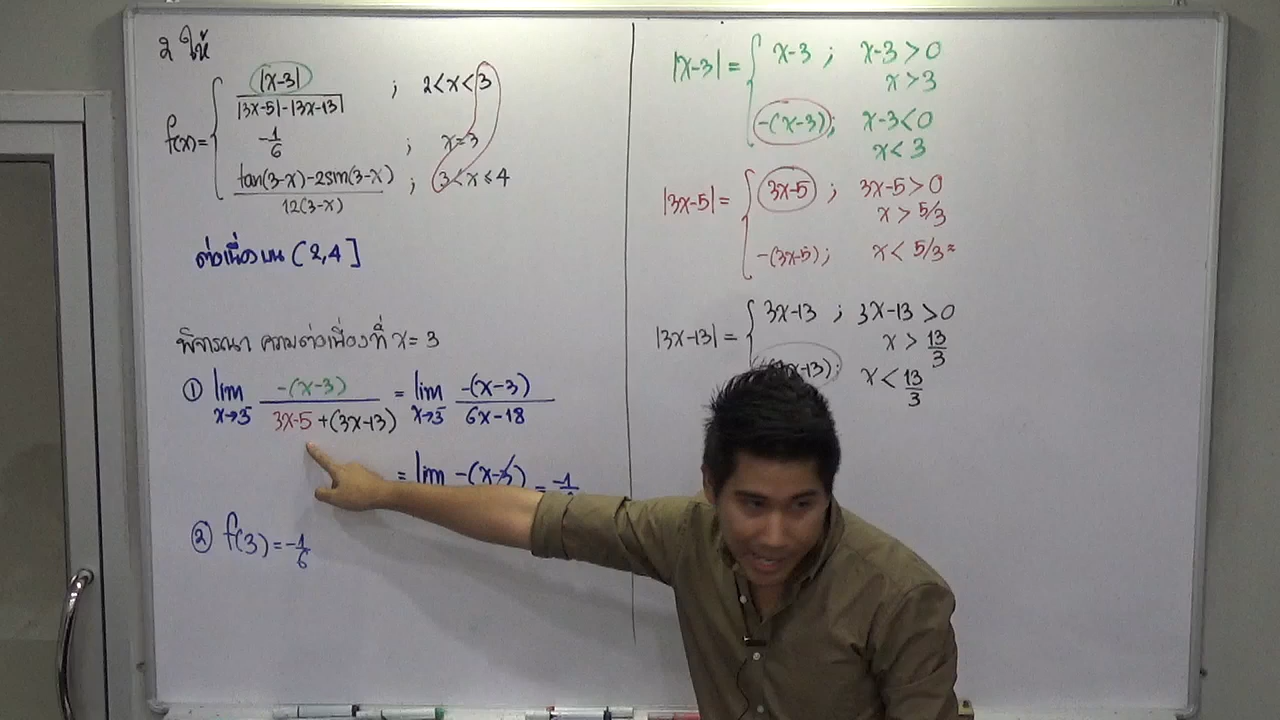 2 ให้
f(x)= { |x-3| / |3x-5|-|3x-13| ; 2<x<3
-1/6 ; x=3
tan(3-x)-2sin(3-x) / 12(3-x) ; 3<x≤4
ต่อเนื่องบน (2,4]
พิจารณา ความต่อเนื่องที่ x=3
① lim x→3⁻ -(x-3) / 3x-5+(3x-13) = lim x→3⁻ -(x-3) / 6x-18
= lim -(x-3) = -1
② f(3)=-1/6
|x-3|= { x-3 ; x-3>0
x>3
-(x-3); x-3<0
x<3
|3x-5|= { 3x-5 ; 3x-5>0
x>5/3
-(3x-5); x<5/3
|3x-13|= { 3x-13 ; 3x-13>0
x>13/3
x-13); x<13/3